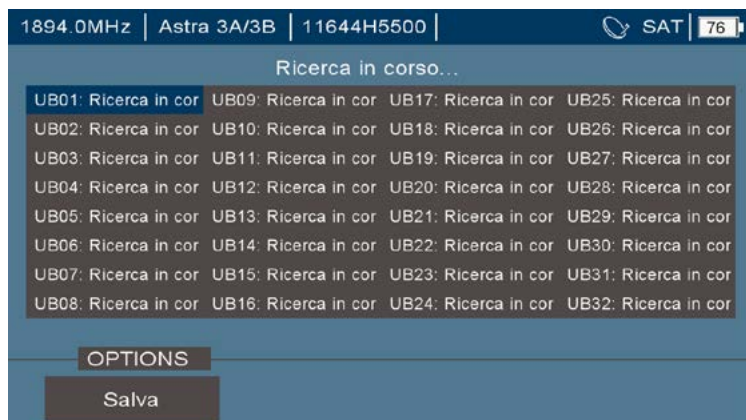 1894.0MHz | Astra 3A/3B | 11644H5500 | SAT | 76
Ricerca in corso...
UB01: Ricerca in cor UB09: Ricerca in cor UB17: Ricerca in cor UB25: Ricerca in cor
UB02: Ricerca in cor UB10: Ricerca in cor UB18: Ricerca in cor UB26: Ricerca in cor
UB03: Ricerca in cor UB11: Ricerca in cor UB19: Ricerca in cor UB27: Ricerca in cor
UB04: Ricerca in cor UB12: Ricerca in cor UB20: Ricerca in cor UB28: Ricerca in cor
UB05: Ricerca in cor UB13: Ricerca in cor UB21: Ricerca in cor UB29: Ricerca in cor
UB06: Ricerca in cor UB14: Ricerca in cor UB22: Ricerca in cor UB30: Ricerca in cor
UB07: Ricerca in cor UB15: Ricerca in cor UB23: Ricerca in cor UB31: Ricerca in cor
UB08: Ricerca in cor UB16: Ricerca in cor UB24: Ricerca in cor UB32: Ricerca in cor
OPTIONS
Salva